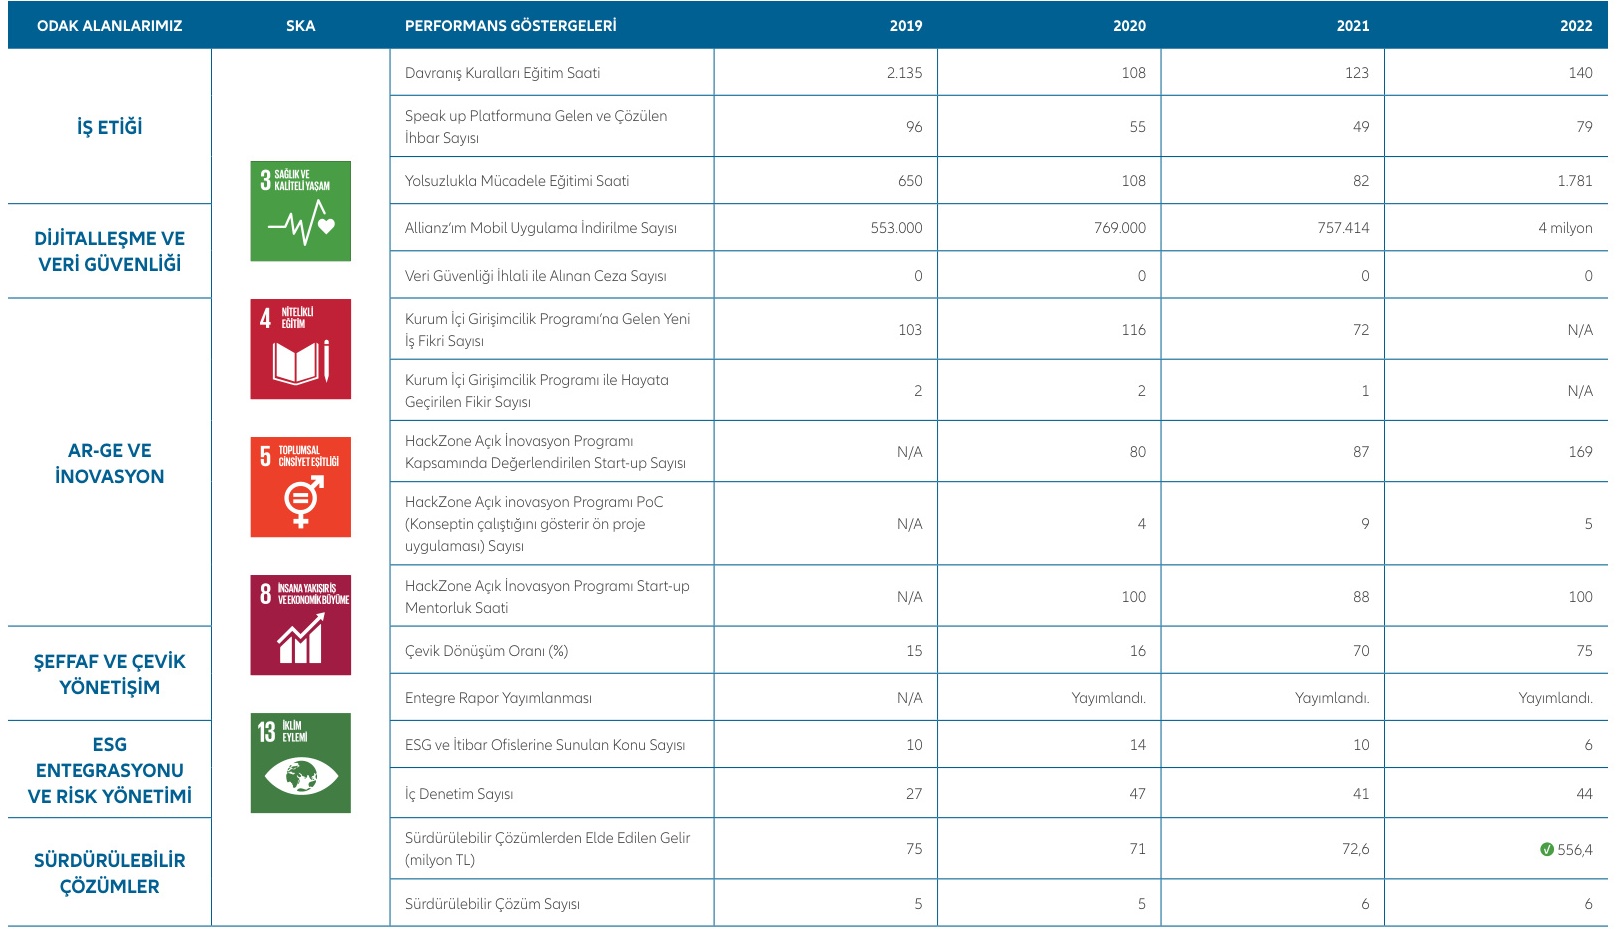 ODAK ALANLARIMIZ SKA PERFORMANS GÖSTERGELERİ 2019 2020 2021 2022
İŞ ETİĞİ
Davranış Kuralları Eğitim Saati 2.135 108 123 140
Speak up Platformuna Gelen ve Çözülen
İhbar Sayısı 96 55 49 79
Yolsuzlukla Mücadele Eğitimi Saati 650 108 82 1.781
3 SAĞLIK VE
KALİTELİ YAŞAM
DİJİTALLEŞME VE
VERİ GÜVENLİĞİ
Allianz'ım Mobil Uygulama İndirilme Sayısı 553.000 769.000 757.414 4 milyon
Veri Güvenliği İhlali ile Alınan Ceza Sayısı 0 0 0 0
4 NİTELİKLİ
EĞİTİM
AR-GE VE
İNOVASYON
Kurum İçi Girişimcilik Programı'na Gelen Yeni
İş Fikri Sayısı 103 116 72 N/A
Kurum İçi Girişimcilik Programı ile Hayata
Geçirilen Fikir Sayısı 2 2 1 N/A
5 TOPLUMSAL
CİNSİYET EŞİTLİĞİ
HackZone Açık İnovasyon Programı
Kapsamında Değerlendirilen Start-up Sayısı N/A 80 87 169
HackZone Açık inovasyon Programı PoC
(Konseptin çalıştığını gösterir ön proje
uygulaması) Sayısı N/A 4 9 5
8 İNSANA YAKIŞIR İŞ
VE EKONOMİK BÜYÜME
HackZone Açık İnovasyon Programı Start-up
Mentorluk Saati N/A 100 88 100
ŞEFFAF VE ÇEVİK
YÖNETİŞİM
Çevik Dönüşüm Oranı (%) 15 16 70 75
Entegre Rapor Yayımlanması N/A Yayımlandı. Yayımlandı. Yayımlandı.
13 İKLİM
EYLEMİ
ESG
ENTEGRASYONU
VE RİSK YÖNETİMİ
ESG ve İtibar Ofislerine Sunulan Konu Sayısı 10 14 10 6
İç Denetim Sayısı 27 47 41 44
SÜRDÜRÜLEBİLİR
ÇÖZÜMLER
Sürdürülebilir Çözümlerden Elde Edilen Gelir
(milyon TL) 75 71 72,6 556,4
Sürdürülebilir Çözüm Sayısı 5 5 6 6